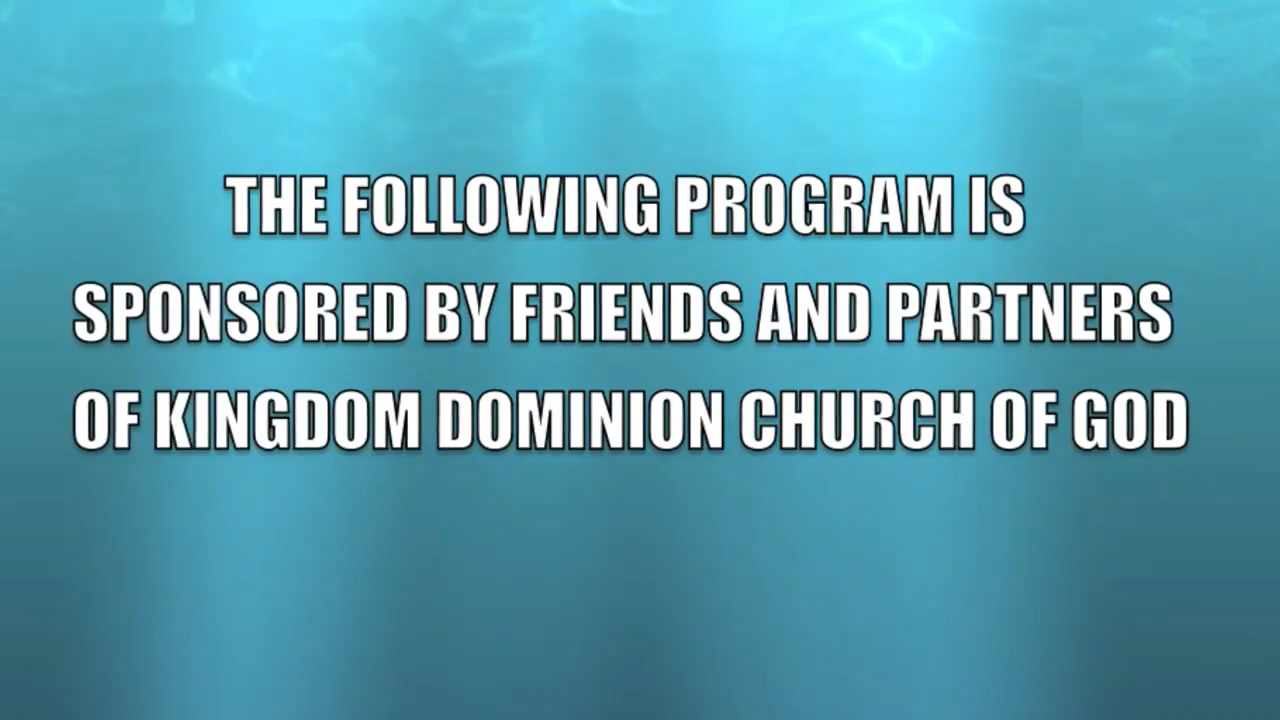 THE FOLLOWING PROGRAM IS
SPONSORED BY FRIENDS AND PARTNERS
OF KINGDOM DOMINION CHURCH OF GOD